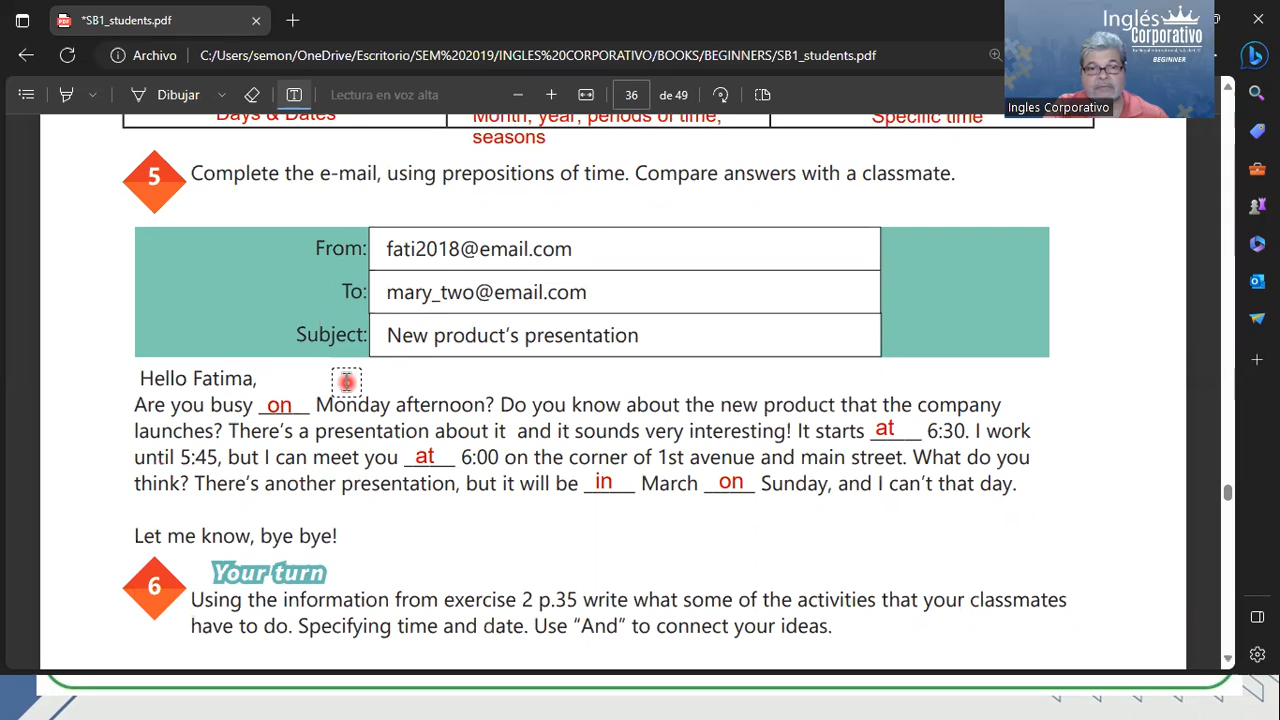 *SB1_students.pdf
Archivo
C:/Users/semon/OneDrive/Escritorio/SEM%202019/INGLES%20CORPORATIVO/BOOKS/BEGINNERS/SB1_students.pdf
Dibujar
Lectura en voz alta
36 de 49
Inglés
Corporativo
BEGINNER
Ingles Corporativo
Days & Dates
Month, year, periods of time,
seasons
Specific time
5 Complete the e-mail, using prepositions of time. Compare answers with a classmate.
From: fati2018@email.com
To: mary_two@email.com
Subject: New product's presentation
Hello Fatima,
Are you busy on Monday afternoon? Do you know about the new product that the company
launches? There's a presentation about it and it sounds very interesting! It starts at 6:30. I work
until 5:45, but I can meet you at 6:00 on the corner of 1st avenue and main street. What do you
think? There's another presentation, but it will be in March on Sunday, and I can't that day.
Let me know, bye bye!
6 Your turn
Using the information from exercise 2 p.35 write what some of the activities that your classmates
have to do. Specifying time and date. Use “And” to connect your ideas.